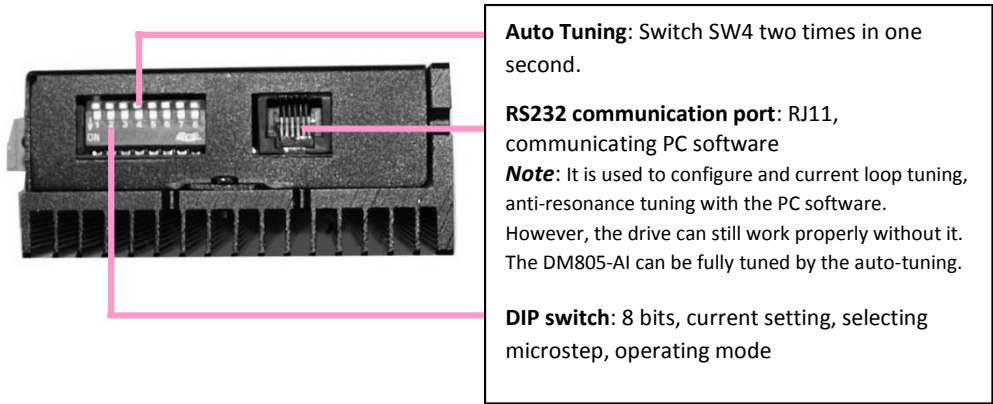 Auto Tuning: Switch SW4 two times in one
second.
RS232 communication port: RJ11,
communicating PC software
Note: It is used to configure and current loop tuning,
anti-resonance tuning with the PC software.
However, the drive can still work properly without it.
The DM805-AI can be fully tuned by the auto-tuning.
DIP switch: 8 bits, current setting, selecting
microstep, operating mode
ON